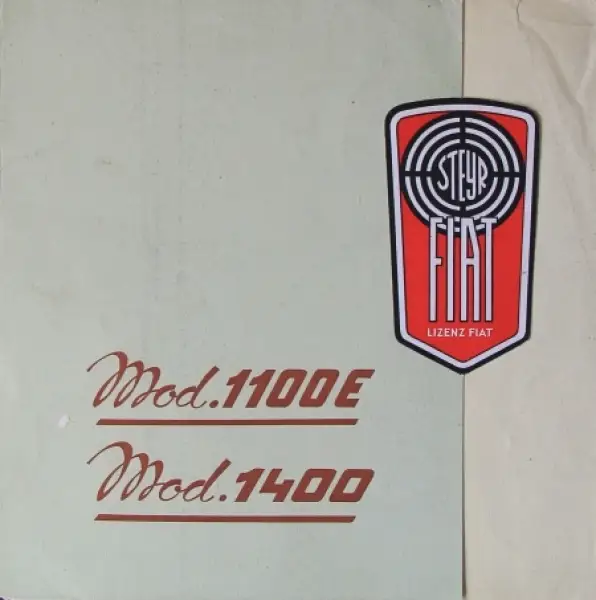 STEYR
FIAT
LIZENZ FIAT
Mod. 1100E
Mod. 1400